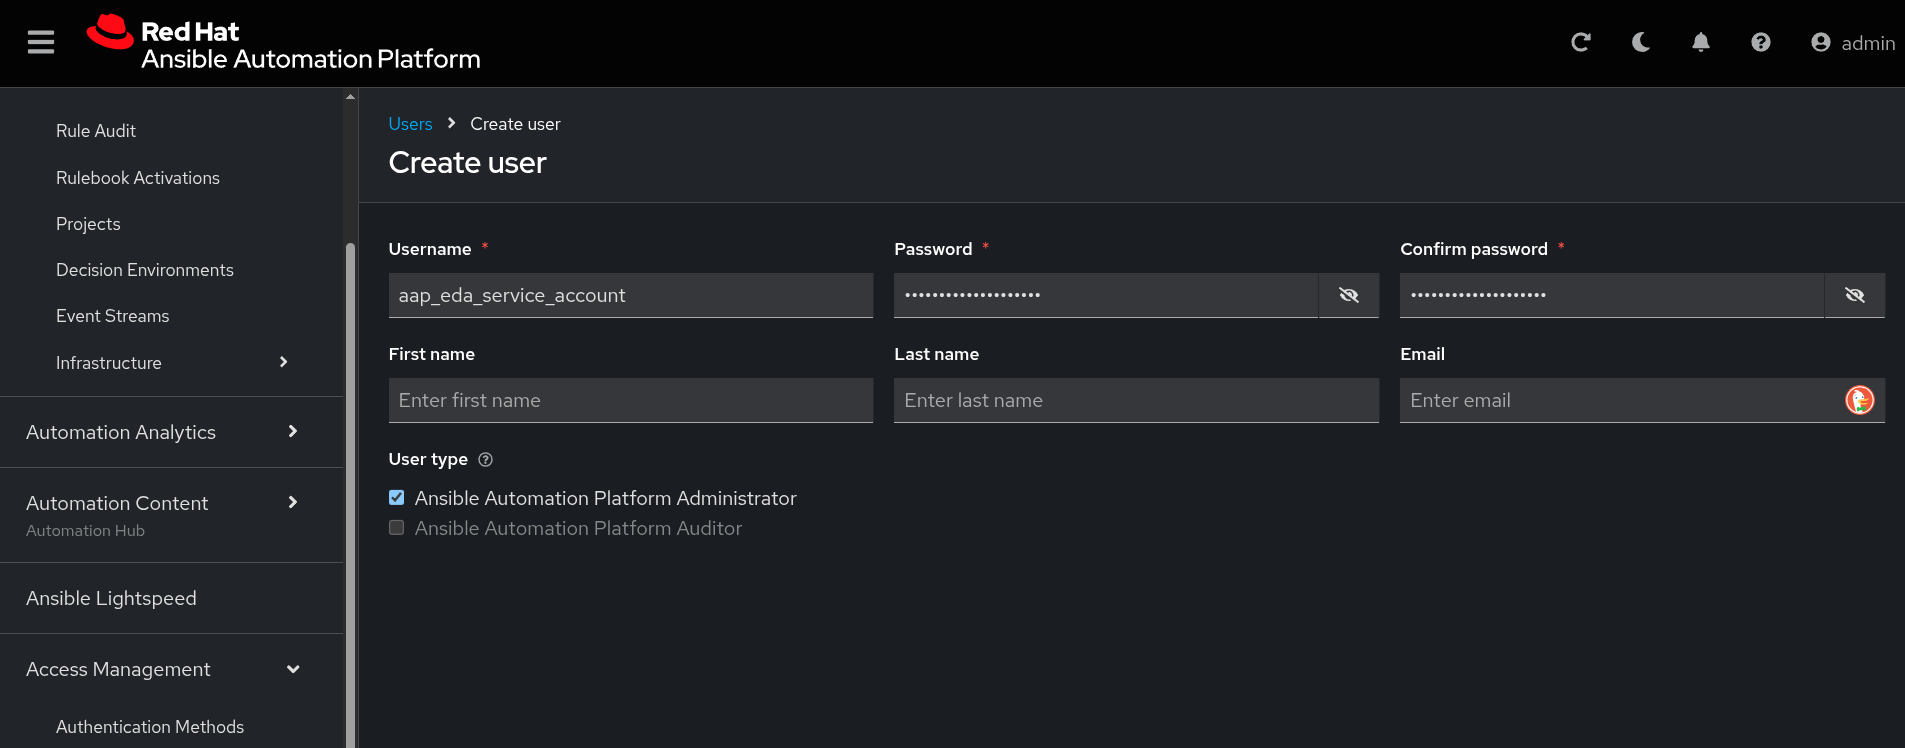 Red Hat
Ansible Automation Platform
admin
Rule Audit
Rulebook Activations
Projects
Decision Environments
Event Streams
Infrastructure
Automation Analytics
Automation Content
Automation Hub
Ansible Lightspeed
Access Management
Authentication Methods
Users > Create user
Create user
Username * Password * Confirm password *
aap_eda_service_account ••••••••••••••••••• •••••••••••••••••••
First name Last name Email
Enter first name Enter last name Enter email
User type
Ansible Automation Platform Administrator
Ansible Automation Platform Auditor